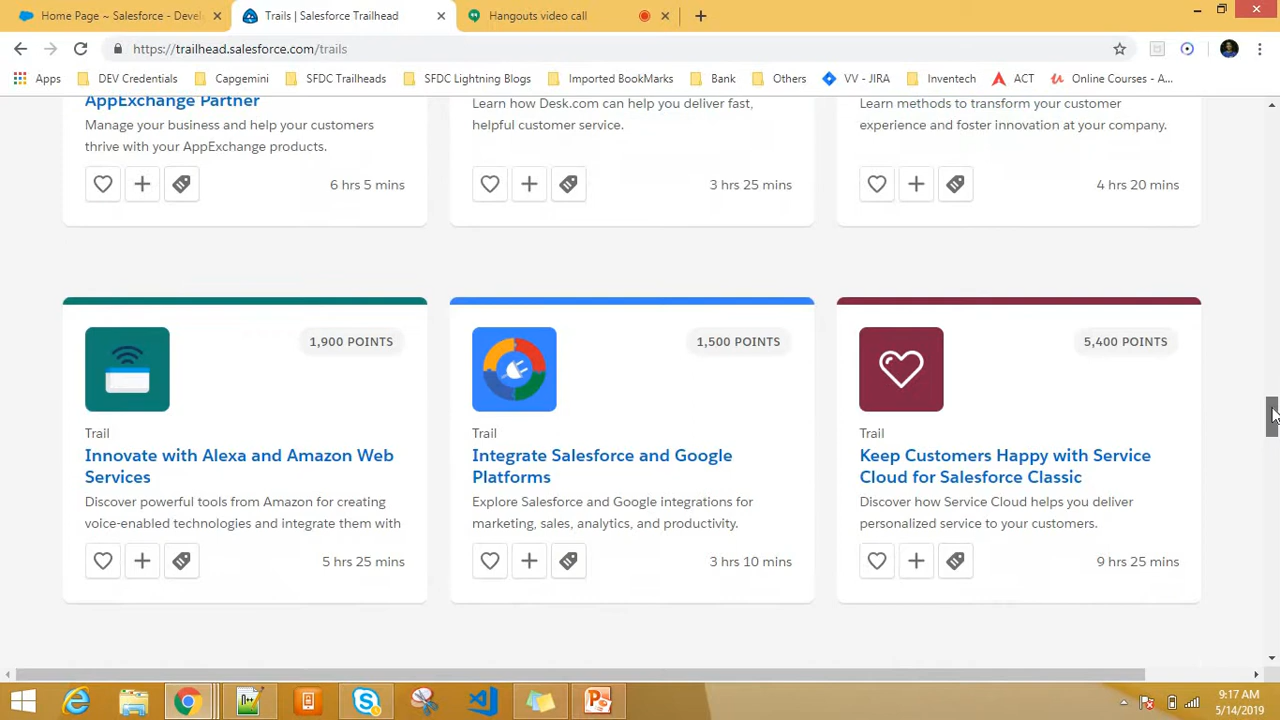 Home Page ~ Salesforce - Devel
Trails | Salesforce Trailhead
Hangouts video call
https://trailhead.salesforce.com/trails
Apps
DEV Credentials
Capgemini
SFDC Trailheads
SFDC Lightning Blogs
Imported BookMarks
Bank
Others
VV - JIRA
Inventech
ACT
Online Courses - A...
AppExchange Partner
Manage your business and help your customers
thrive with your AppExchange products.
6 hrs 5 mins
Learn how Desk.com can help you deliver fast,
helpful customer service.
3 hrs 25 mins
Learn methods to transform your customer
experience and foster innovation at your company.
4 hrs 20 mins
1,900 POINTS
Trail
Innovate with Alexa and Amazon Web
Services
Discover powerful tools from Amazon for creating
voice-enabled technologies and integrate them with
5 hrs 25 mins
1,500 POINTS
Trail
Integrate Salesforce and Google
Platforms
Explore Salesforce and Google integrations for
marketing, sales, analytics, and productivity.
3 hrs 10 mins
5,400 POINTS
Trail
Keep Customers Happy with Service
Cloud for Salesforce Classic
Discover how Service Cloud helps you deliver
personalized service to your customers.
9 hrs 25 mins
9:17 AM
5/14/2019